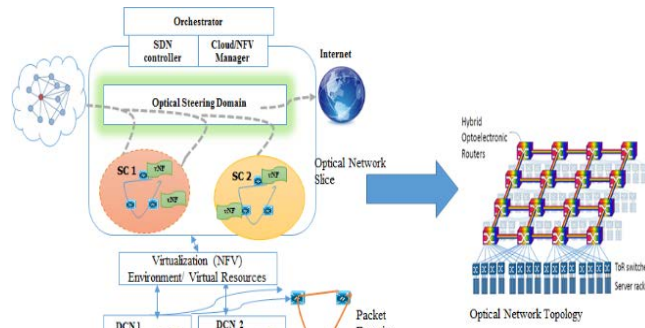 Orchestrator
SDN
controller
Cloud/NFV
Manager
Internet
Optical Steering Domain
SC 1
vNF
vNF
SC 2
vNF
vNF
Optical Network
Slice
Virtualization (NFV)
Environment/ Virtual Resources
DCN 1
DCN 2
Packet
Hybrid
Optoelectronic
Routers
ToR switches
Server racks
Optical Network Topology